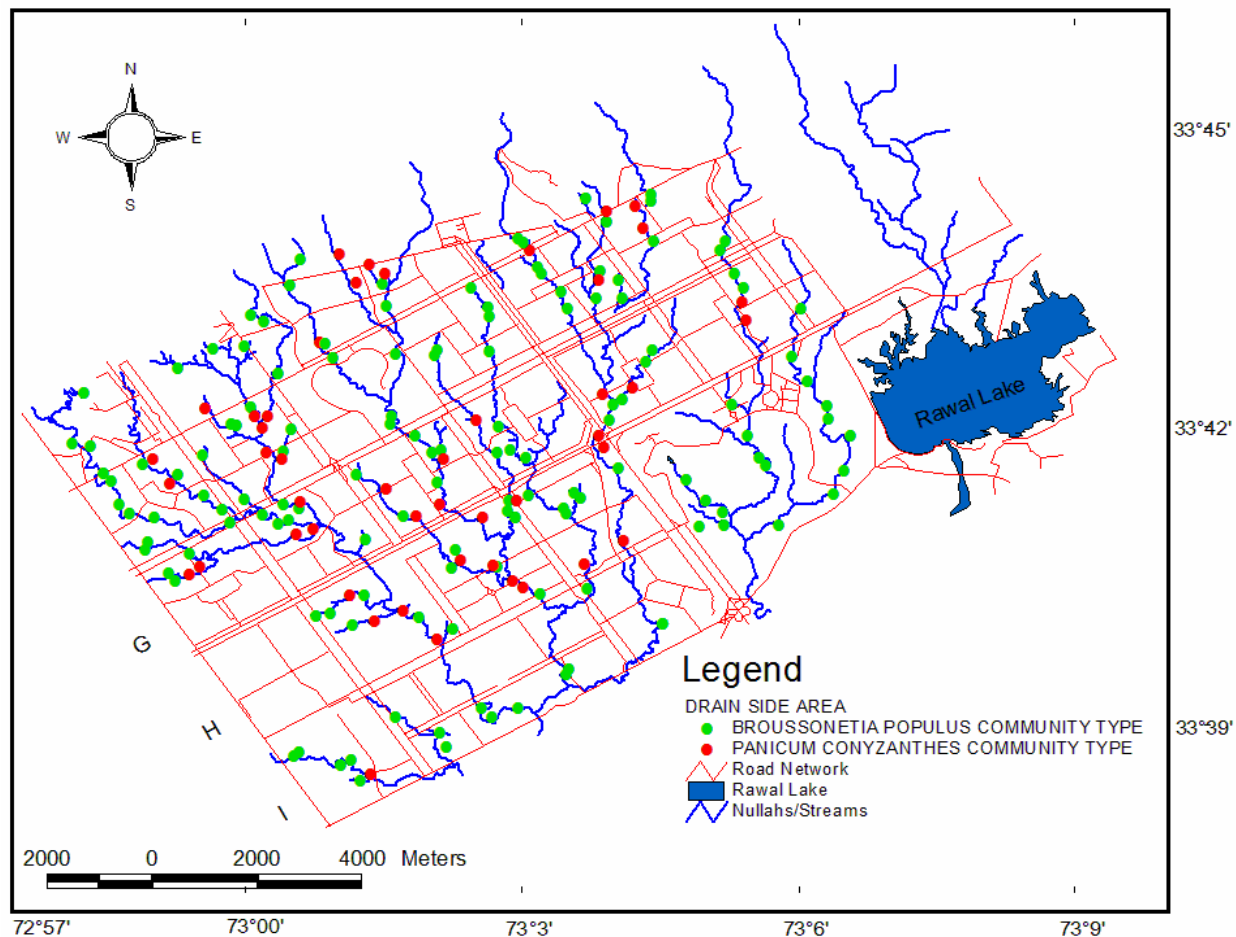 N
W E
S
33°45'
Rawal Lake
33°42'
G
H
I
Legend
DRAIN SIDE AREA
BROUSSONETIA POPULUS COMMUNITY TYPE
PANICUM CONYZANTHES COMMUNITY TYPE
Road Network
Rawal Lake
Nullahs/Streams
33°39'
2000 0 2000 4000 Meters
72°57' 73°00' 73°3' 73°6' 73°9'